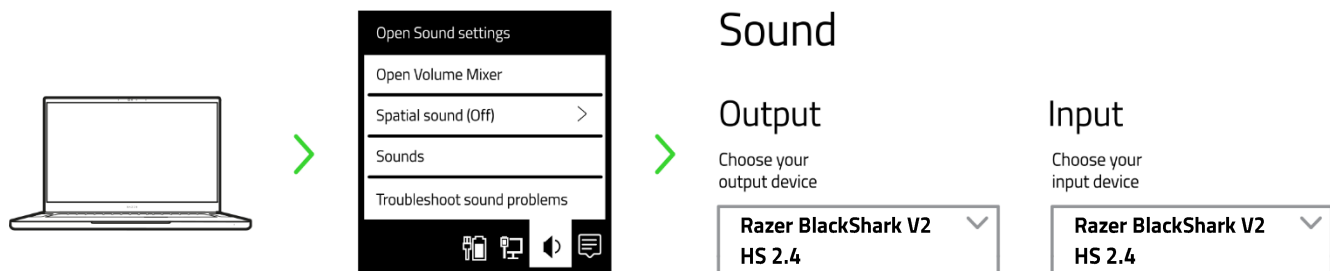 Open Sound settings
Open Volume Mixer
Spatial sound (Off)
Sounds
Troubleshoot sound problems
Sound
Output
Choose your
output device
Razer BlackShark V2
HS 2.4
Input
Choose your
input device
Razer BlackShark V2
HS 2.4